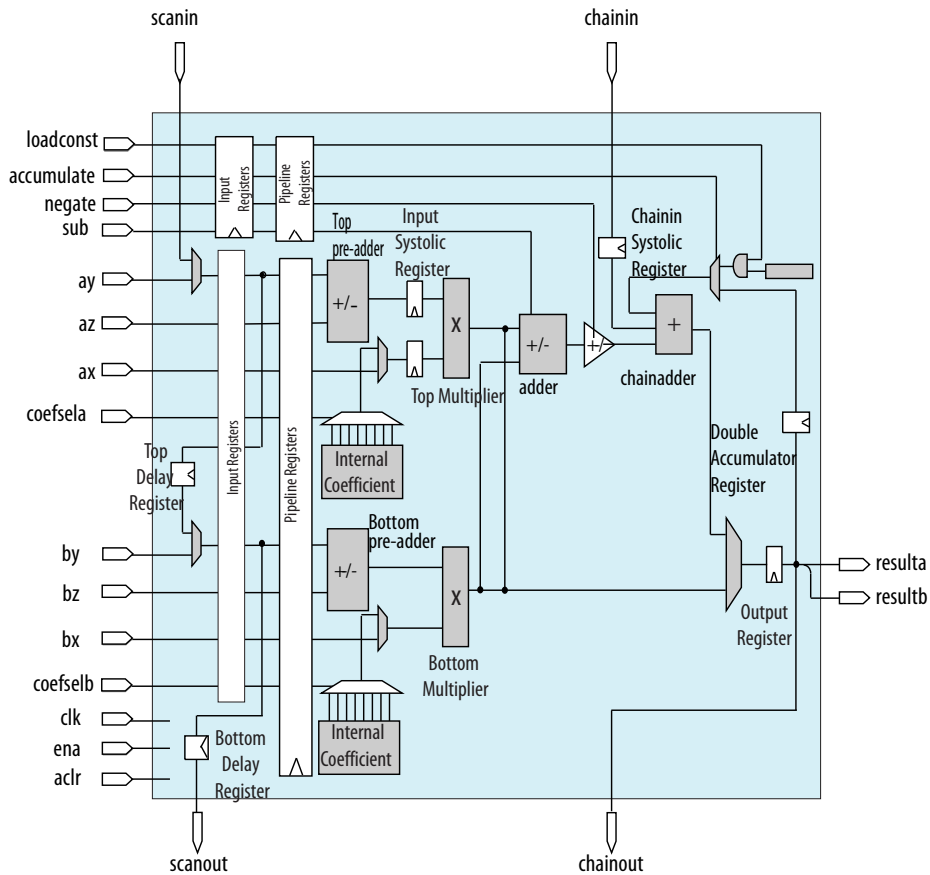 scanin
chainin
loadconst
accumulate
negate
sub
Input
Registers
Pipeline
Registers
Top
pre-adder
Input
Systolic
Register
Chainin
Systolic
Register
ay
az
ax
coefsela
+/-
X
+/-
+/-
+
adder
chainadder
Top Multiplier
Internal
Coefficient
Top
Delay
Register
Input Registers
Pipeline Registers
Double
Accumulator
Register
by
bz
bx
coefselb
Bottom
pre-adder
+/-
X
Bottom
Multiplier
Output
Register
resulta
resultb
clk
ena
aclr
Bottom
Delay
Register
Internal
Coefficient
scanout
chainout